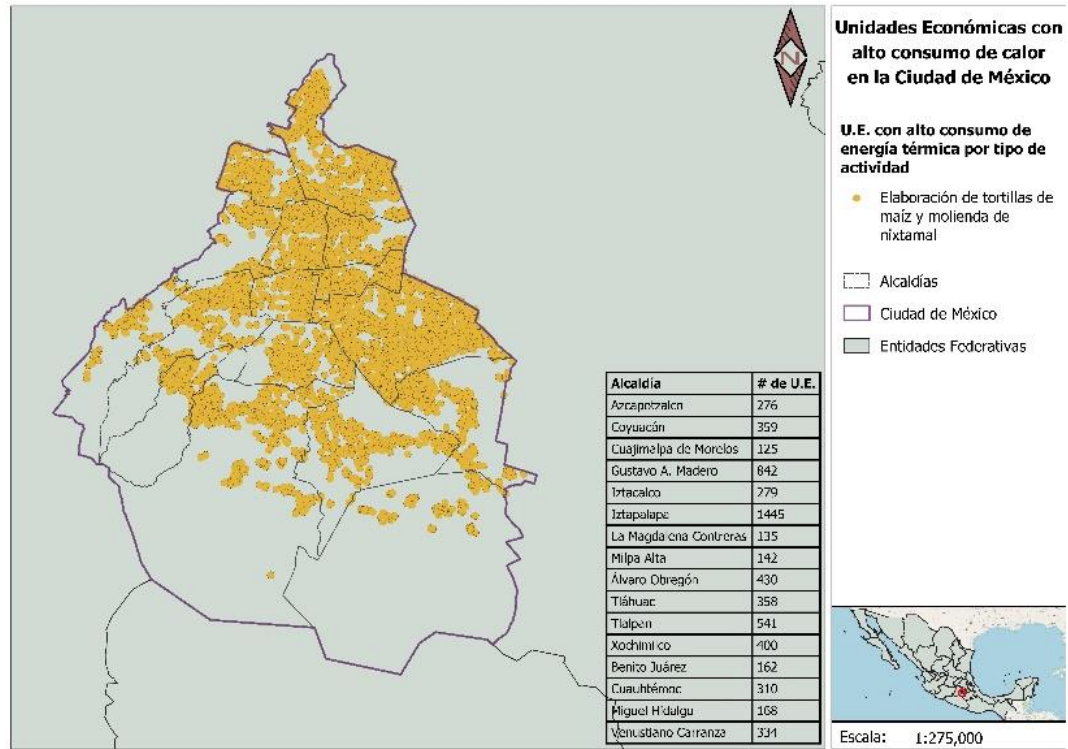 Unidades Económicas con
alto consumo de calor
en la Ciudad de México
U.E. con alto consumo de
energía térmica por tipo de
actividad
Elaboración de tortillas de
maíz y molienda de
nixtamal
Alcaldías
Ciudad de México
Entidades Federativas
N
Alcaldía # de U.E.
Azcapotzalco 276
Coyoacán 359
Cuajimalpa de Morelos 125
Gustavo A. Madero 842
Iztacalco 279
Iztapalapa 1445
La Magdalena Contreras 135
Milpa Alta 142
Álvaro Obregón 430
Tláhuac 358
Tlalpan 541
Xochimilco 400
Benito Juárez 162
Cuauhtémoc 310
Miguel Hidalgo 168
Venustiano Carranza 334
Escala: 1:275,000